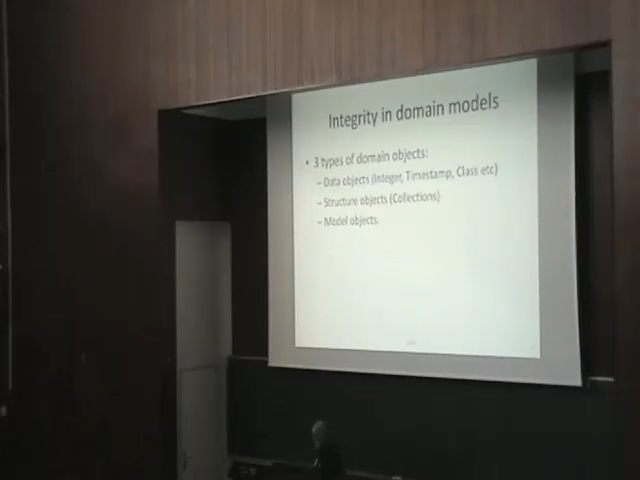 Integrity in domain models
• 3 types of domain objects:
– Data objects (Integer, Timestamp, Class etc)
– Structure objects (Collections)
– Model objects.